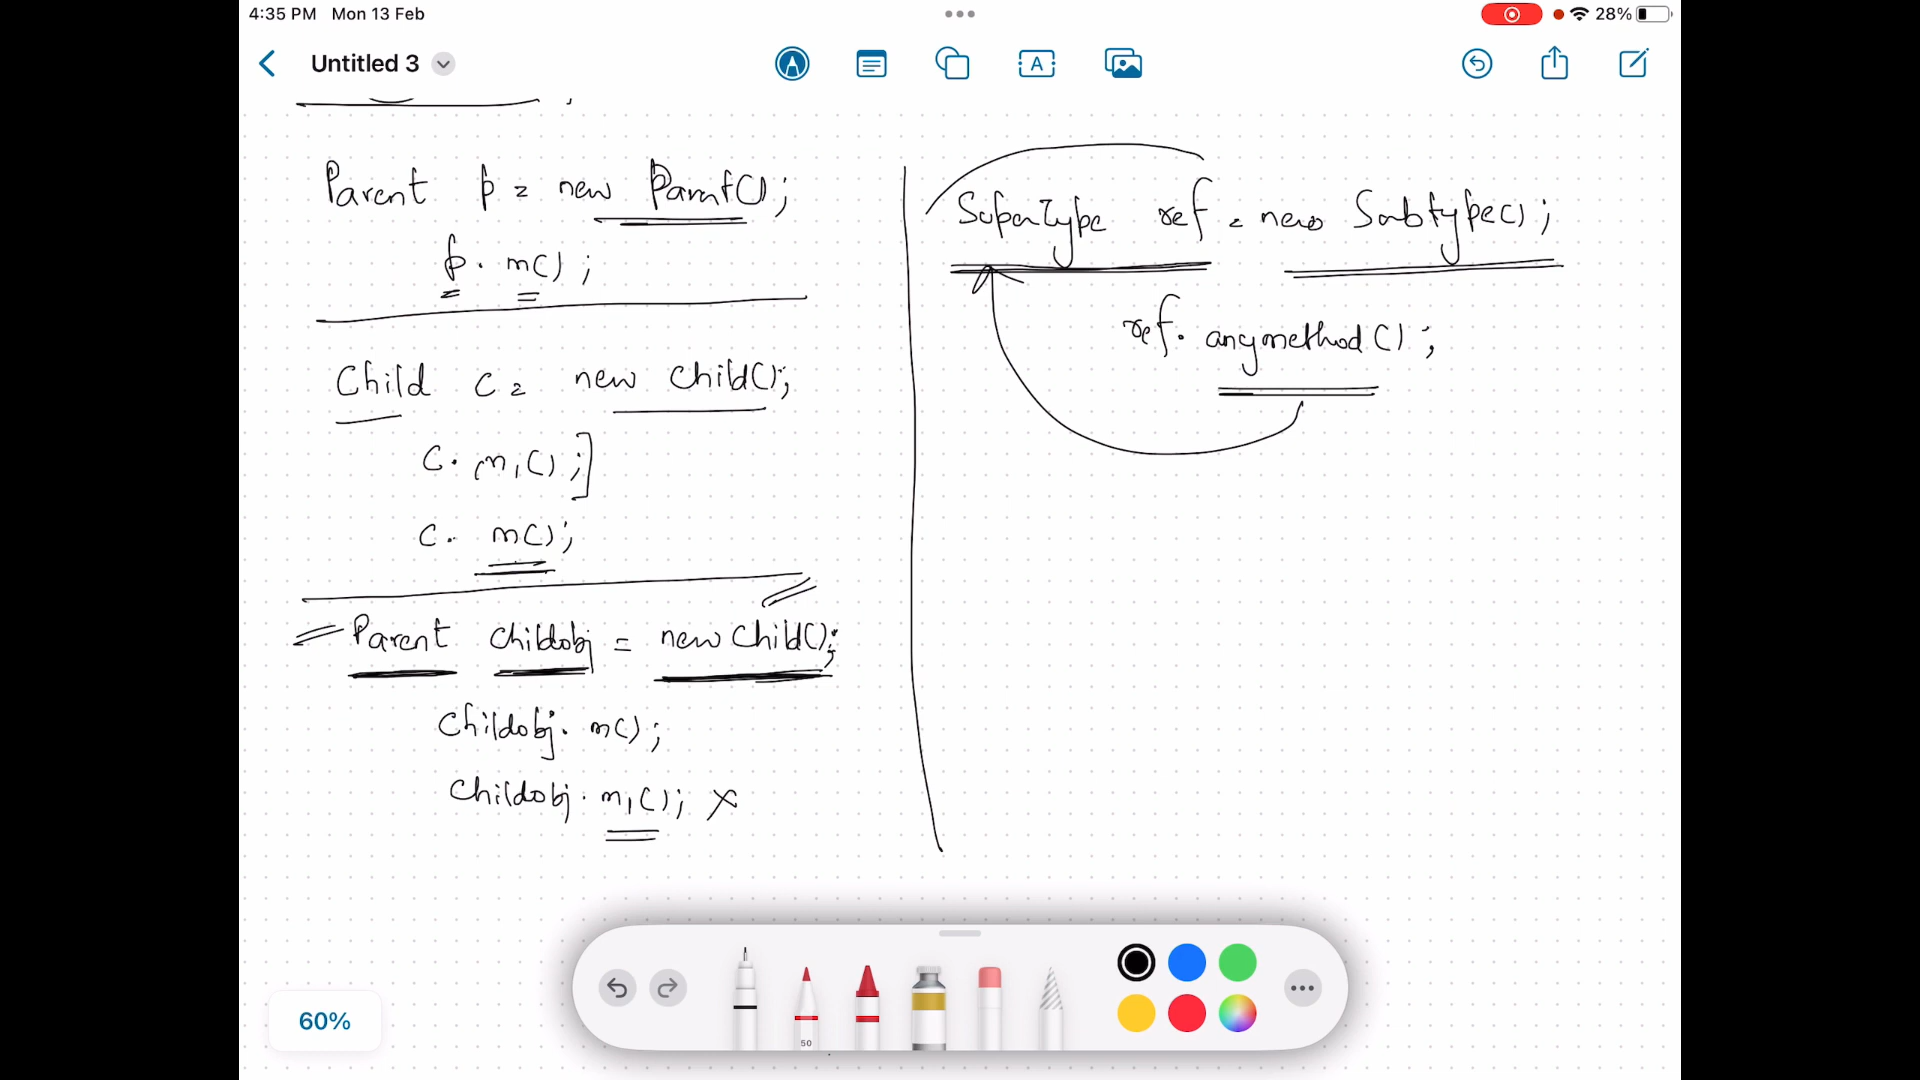 4:35 PM Mon 13 Feb
28%
Untitled 3
A
Parent p = new Parent();
p. m();
Child c = new Child();
C. m1();]
C. m();
Parent Childobj = new Child();
Childobj. m();
Childobj. m1(); X
SuperType ref = new Subtype();
ref. anymethod();
60%
50